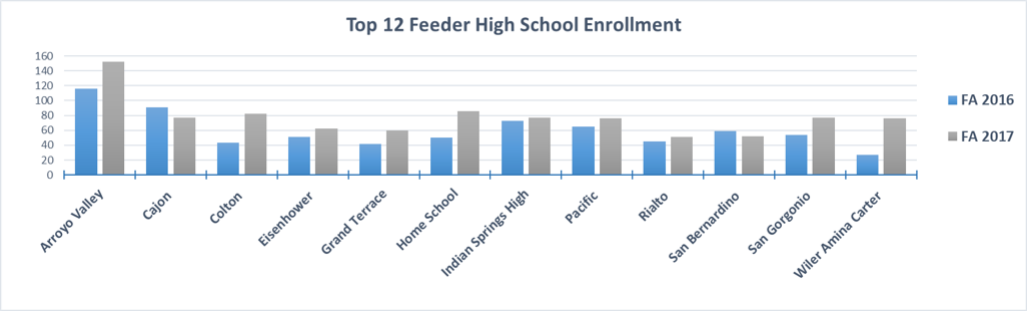 Top 12 Feeder High School Enrollment
160
140
120
100
80
60
40
20
0
Arroyo Valley
Cajon
Colton
Eisenhower
Grand Terrace
Home School
Indian Springs High
Pacific
Rialto
San Bernardino
San Gorgonio
Wiler Amina Carter
FA 2016
FA 2017